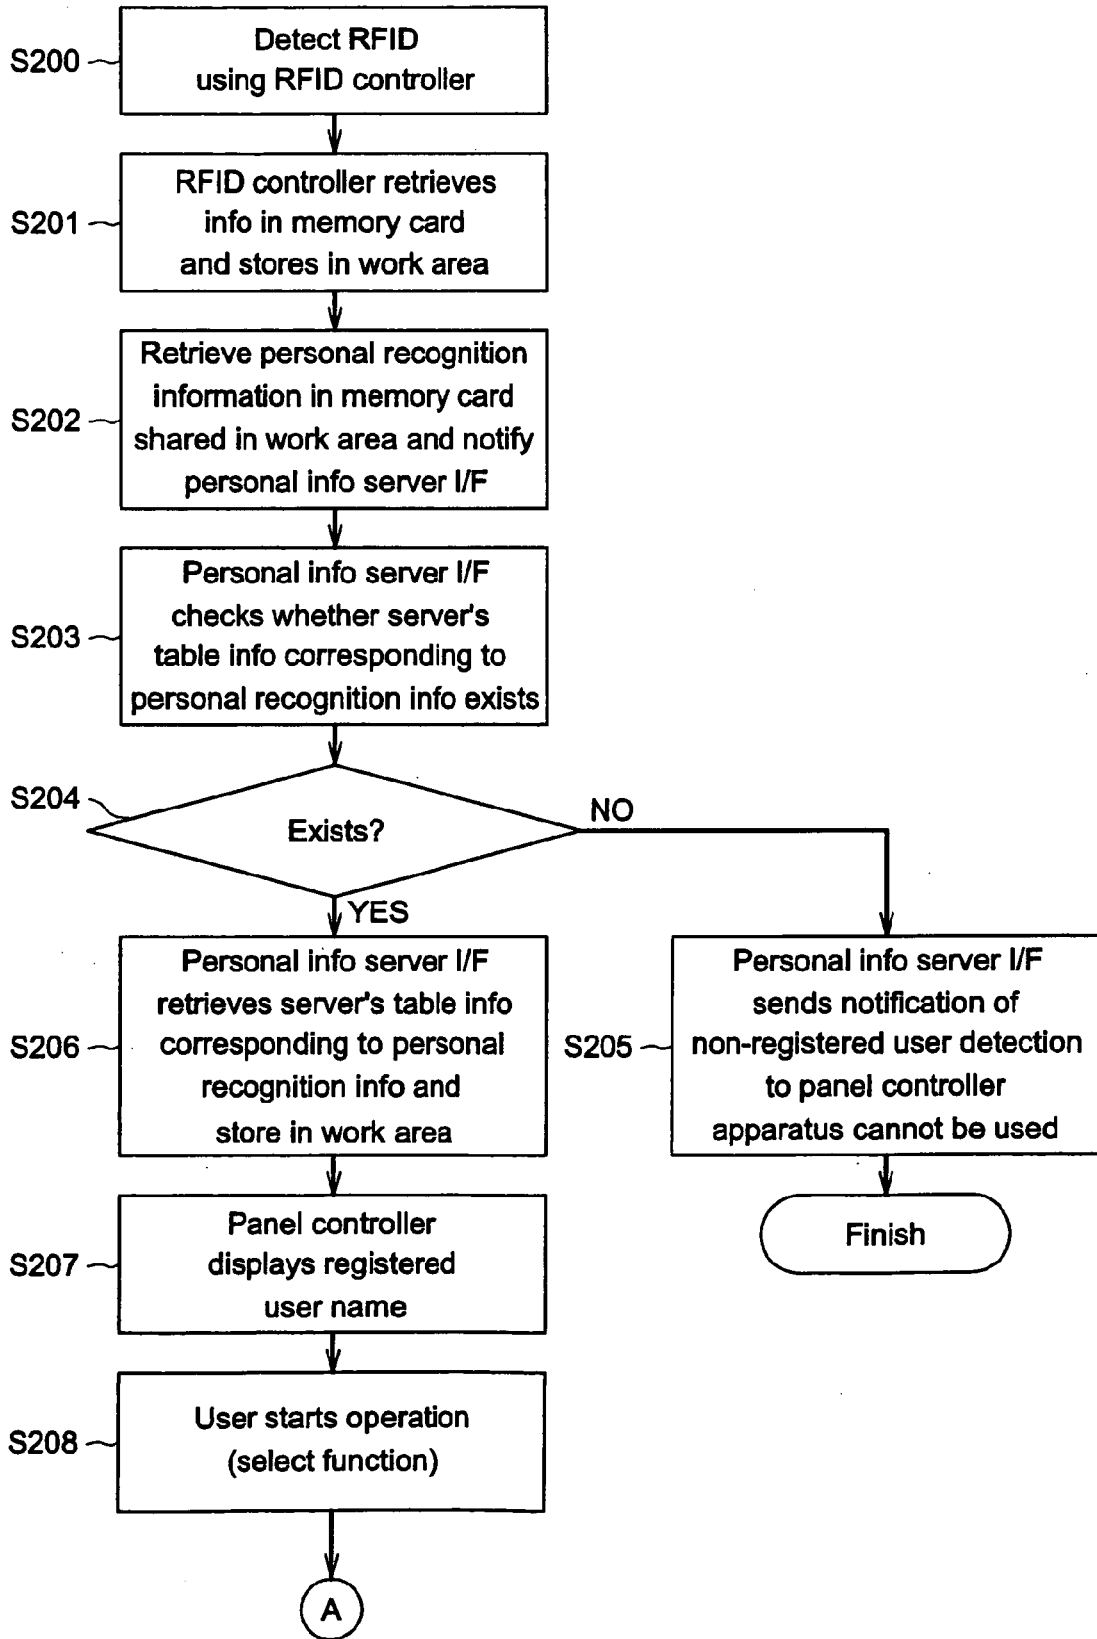 S200
Detect RFID
using RFID controller
S201
RFID controller retrieves
info in memory card
and stores in work area
S202
Retrieve personal recognition
information in memory card
shared in work area and notify
personal info server I/F
S203
Personal info server I/F
checks whether server's
table info corresponding to
personal recognition info exists
S204
Exists?
NO
YES
S206
Personal info server I/F
retrieves server's table info
corresponding to personal
recognition info and
store in work area
S205
Personal info server I/F
sends notification of
non-registered user detection
to panel controller
apparatus cannot be used
Finish
S207
Panel controller
displays registered
user name
S208
User starts operation
(select function)
A